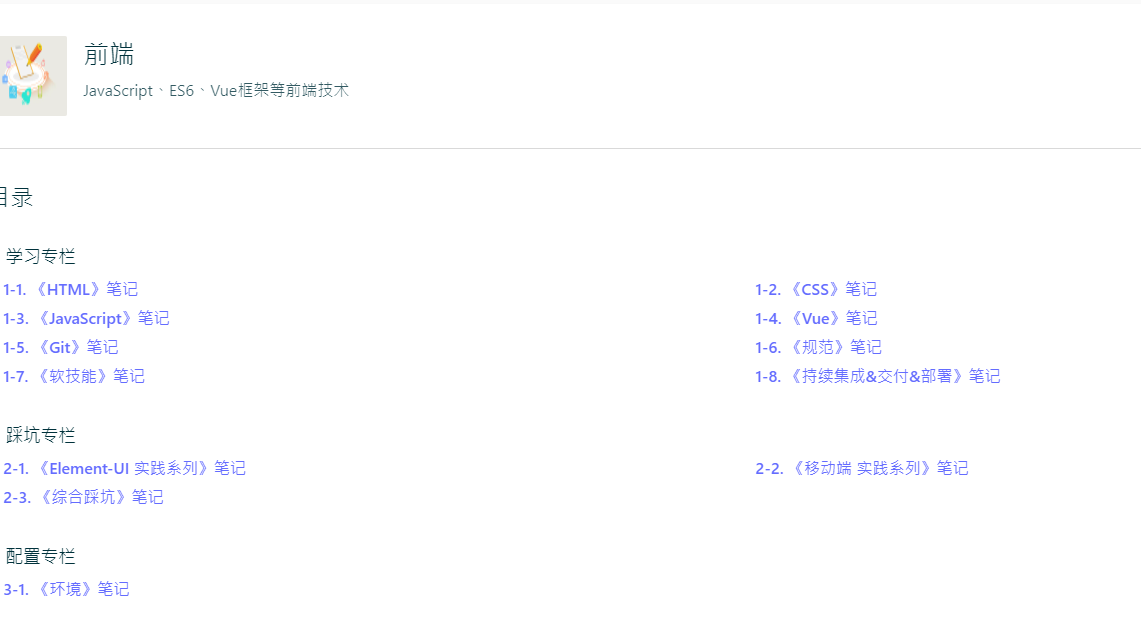 前端
JavaScript、ES6、Vue框架等前端技术
目录
学习专栏
1-1. 《HTML》笔记
1-2. 《CSS》笔记
1-3. 《JavaScript》笔记
1-4. 《Vue》笔记
1-5. 《Git》笔记
1-6. 《规范》笔记
1-7. 《软技能》笔记
1-8. 《持续集成&交付&部署》笔记
踩坑专栏
2-1. 《Element-UI 实践系列》笔记
2-2. 《移动端 实践系列》笔记
2-3. 《综合踩坑》笔记
配置专栏
3-1. 《环境》笔记